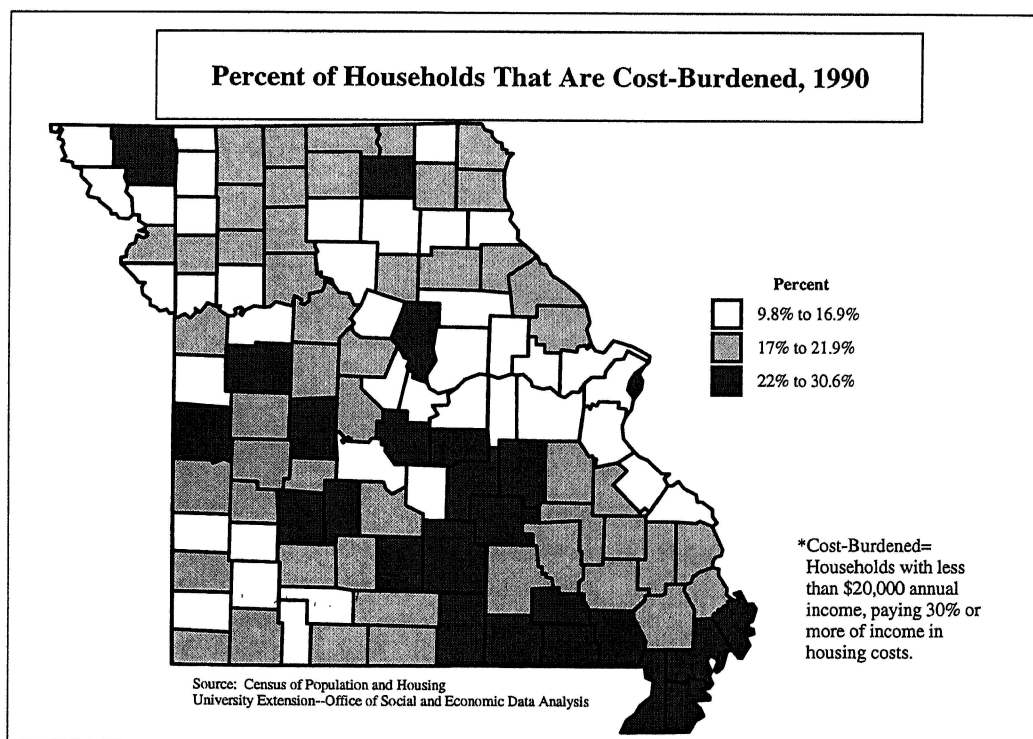 Percent of Households That Are Cost-Burdened, 1990
Percent
9.8% to 16.9%
17% to 21.9%
22% to 30.6%
*Cost-Burdened=
Households with less
than $20,000 annual
income, paying 30% or
more of income in
housing costs.
Source: Census of Population and Housing
University Extension--Office of Social and Economic Data Analysis